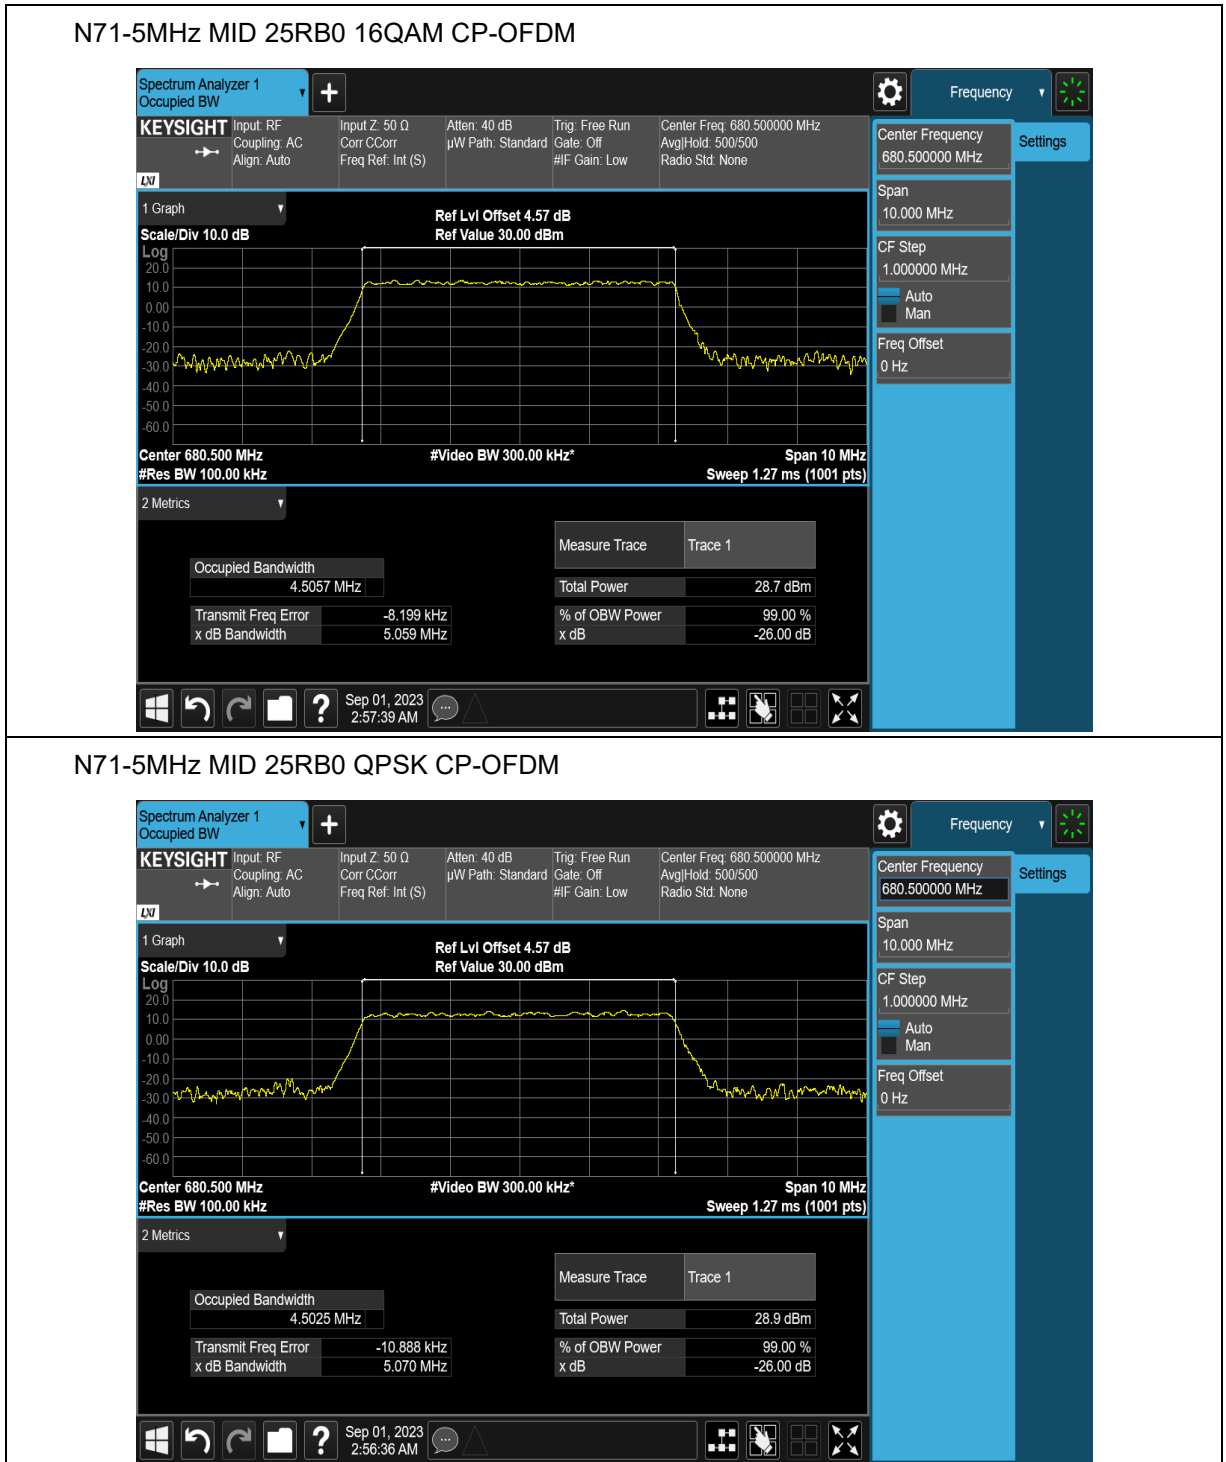 N71-5MHz MID 25RB0 16QAM CP-OFDM
Spectrum Analyzer 1
Occupied BW
Frequency
KEYSIGHT
LXI
Input: RF
Coupling: AC
Align: Auto
Input Z: 50 Ω
Corr CCorr
Freq Ref: Int (S)
Atten: 40 dB
µW Path: Standard
Trig: Free Run
Gate: Off
#IF Gain: Low
Center Freq: 680.500000 MHz
Avg|Hold: 500/500
Radio Std: None
Center Frequency
680.500000 MHz
Settings
Span
10.000 MHz
CF Step
1.000000 MHz
Auto
Man
Freq Offset
0 Hz
1 Graph
Ref Lvl Offset 4.57 dB
Scale/Div 10.0 dB
Ref Value 30.00 dBm
Log
20.0
10.0
0.00
-10.0
-20.0
-30.0
-40.0
-50.0
-60.0
Center 680.500 MHz
#Video BW 300.00 kHz*
Span 10 MHz
#Res BW 100.00 kHz
Sweep 1.27 ms (1001 pts)
2 Metrics
Measure Trace Trace 1
Occupied Bandwidth
4.5057 MHz
Total Power 28.7 dBm
Transmit Freq Error -8.199 kHz
% of OBW Power 99.00 %
x dB Bandwidth 5.059 MHz
x dB -26.00 dB
Sep 01, 2023
2:57:39 AM
N71-5MHz MID 25RB0 QPSK CP-OFDM
Spectrum Analyzer 1
Occupied BW
Frequency
KEYSIGHT
LXI
Input: RF
Coupling: AC
Align: Auto
Input Z: 50 Ω
Corr CCorr
Freq Ref: Int (S)
Atten: 40 dB
µW Path: Standard
Trig: Free Run
Gate: Off
#IF Gain: Low
Center Freq: 680.500000 MHz
Avg|Hold: 500/500
Radio Std: None
Center Frequency
680.500000 MHz
Settings
Span
10.000 MHz
CF Step
1.000000 MHz
Auto
Man
Freq Offset
0 Hz
1 Graph
Ref Lvl Offset 4.57 dB
Scale/Div 10.0 dB
Ref Value 30.00 dBm
Log
20.0
10.0
0.00
-10.0
-20.0
-30.0
-40.0
-50.0
-60.0
Center 680.500 MHz
#Video BW 300.00 kHz*
Span 10 MHz
#Res BW 100.00 kHz
Sweep 1.27 ms (1001 pts)
2 Metrics
Measure Trace Trace 1
Occupied Bandwidth
4.5025 MHz
Total Power 28.9 dBm
Transmit Freq Error -10.888 kHz
% of OBW Power 99.00 %
x dB Bandwidth 5.070 MHz
x dB -26.00 dB
Sep 01, 2023
2:56:36 AM